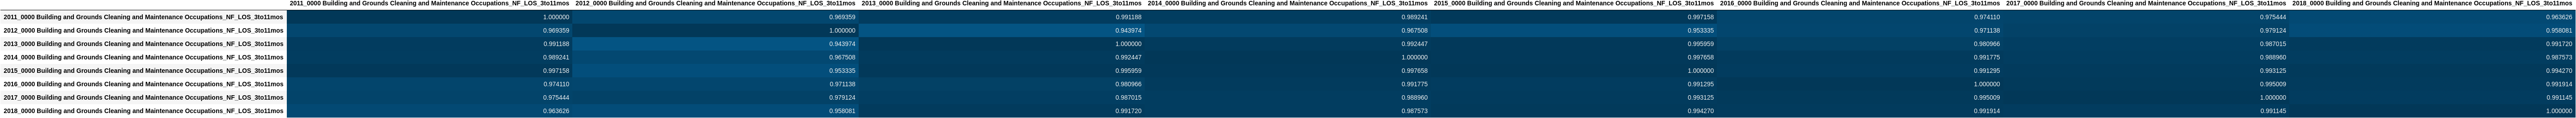 2011_0000 Building and Grounds Cleaning and Maintenance Occupations_NF_LOS_3to11mos 2012_0000 Building and Grounds Cleaning and Maintenance Occupations_NF_LOS_3to11mos 2013_0000 Building and Grounds Cleaning and Maintenance Occupations_NF_LOS_3to11mos 2014_0000 Building and Grounds Cleaning and Maintenance Occupations_NF_LOS_3to11mos 2015_0000 Building and Grounds Cleaning and Maintenance Occupations_NF_LOS_3to11mos 2016_0000 Building and Grounds Cleaning and Maintenance Occupations_NF_LOS_3to11mos 2017_0000 Building and Grounds Cleaning and Maintenance Occupations_NF_LOS_3to11mos 2018_0000 Building and Grounds Cleaning and Maintenance Occupations_NF_LOS_3to11mos
2011_0000 Building and Grounds Cleaning and Maintenance Occupations_NF_LOS_3to11mos 1.000000 0.969359 0.991188 0.989241 0.997158 0.974110 0.975444 0.963626
2012_0000 Building and Grounds Cleaning and Maintenance Occupations_NF_LOS_3to11mos 0.969359 1.000000 0.943974 0.967508 0.953335 0.971138 0.979124 0.958081
2013_0000 Building and Grounds Cleaning and Maintenance Occupations_NF_LOS_3to11mos 0.991188 0.943974 1.000000 0.992447 0.995959 0.980966 0.987015 0.991720
2014_0000 Building and Grounds Cleaning and Maintenance Occupations_NF_LOS_3to11mos 0.989241 0.967508 0.992447 1.000000 0.997658 0.991775 0.988960 0.987573
2015_0000 Building and Grounds Cleaning and Maintenance Occupations_NF_LOS_3to11mos 0.997158 0.953335 0.995959 0.997658 1.000000 0.991295 0.993125 0.994270
2016_0000 Building and Grounds Cleaning and Maintenance Occupations_NF_LOS_3to11mos 0.974110 0.971138 0.980966 0.991775 0.991295 1.000000 0.995009 0.991914
2017_0000 Building and Grounds Cleaning and Maintenance Occupations_NF_LOS_3to11mos 0.975444 0.979124 0.987015 0.988960 0.993125 0.995009 1.000000 0.991145
2018_0000 Building and Grounds Cleaning and Maintenance Occupations_NF_LOS_3to11mos 0.963626 0.958081 0.991720 0.987573 0.994270 0.991914 0.991145 1.000000